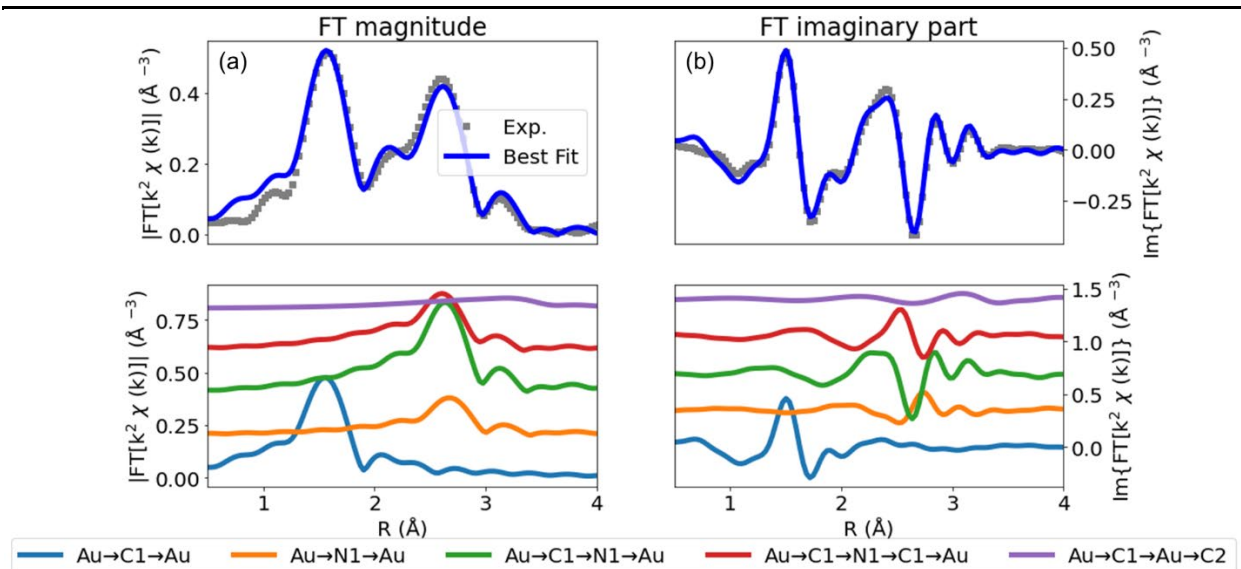 FT magnitude
FT imaginary part
(a)
(b)
|FT[k² χ (k)]| (Å ⁻³)
0.4
0.2
0.0
Exp.
Best Fit
0.50
0.25
0.00
−0.25
Im{FT[k² χ (k)]} (Å ⁻³)
|FT[k² χ (k)]| (Å ⁻³)
0.75
0.50
0.25
0.00
1 2 3 4
R (Å)
1.5
1.0
0.5
0.0
Im{FT[k² χ (k)]} (Å ⁻³)
1 2 3 4
R (Å)
Au→C1→Au Au→N1→Au Au→C1→N1→Au Au→C1→N1→C1→Au Au→C1→Au→C2